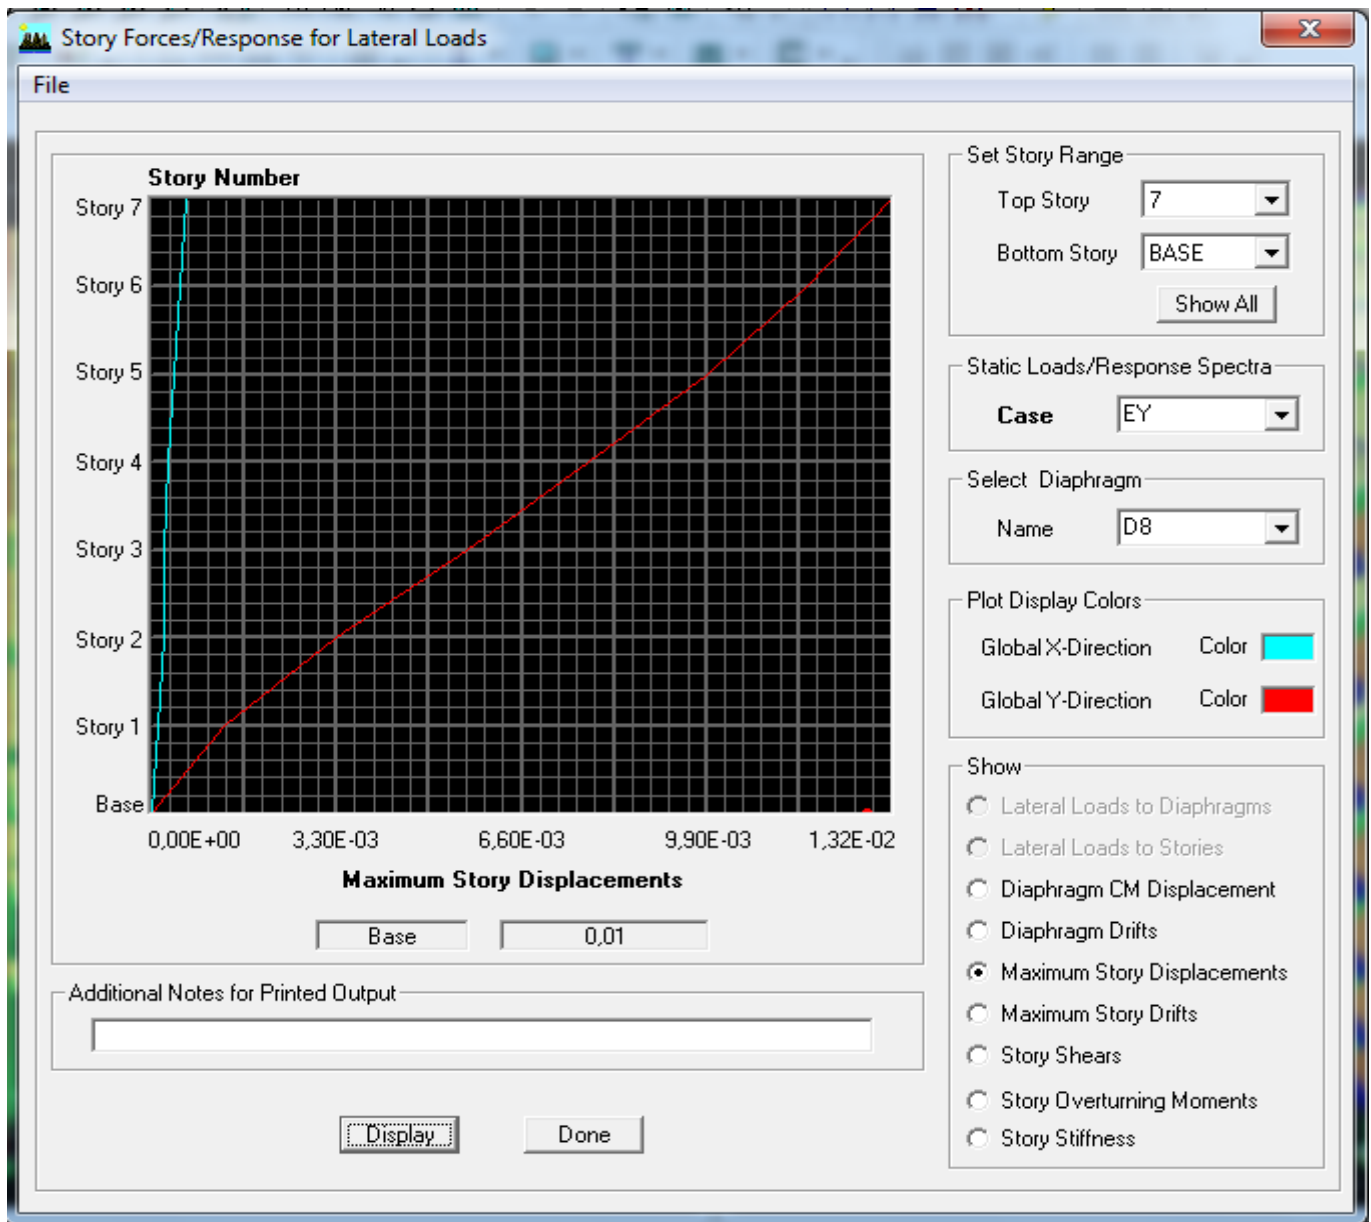 Story Forces/Response for Lateral Loads
File
Story Number
Story 7
Story 6
Story 5
Story 4
Story 3
Story 2
Story 1
Base
0,00E+00 3,30E-03 6,60E-03 9,90E-03 1,32E-02
Maximum Story Displacements
Base 0,01
Additional Notes for Printed Output
Display Done
Set Story Range
Top Story 7
Bottom Story BASE
Show All
Static Loads/Response Spectra
Case EY
Select Diaphragm
Name D8
Plot Display Colors
Global X-Direction Color
Global Y-Direction Color
Show
Lateral Loads to Diaphragms
Lateral Loads to Stories
Diaphragm CM Displacement
Diaphragm Drifts
Maximum Story Displacements
Maximum Story Drifts
Story Shears
Story Overturning Moments
Story Stiffness